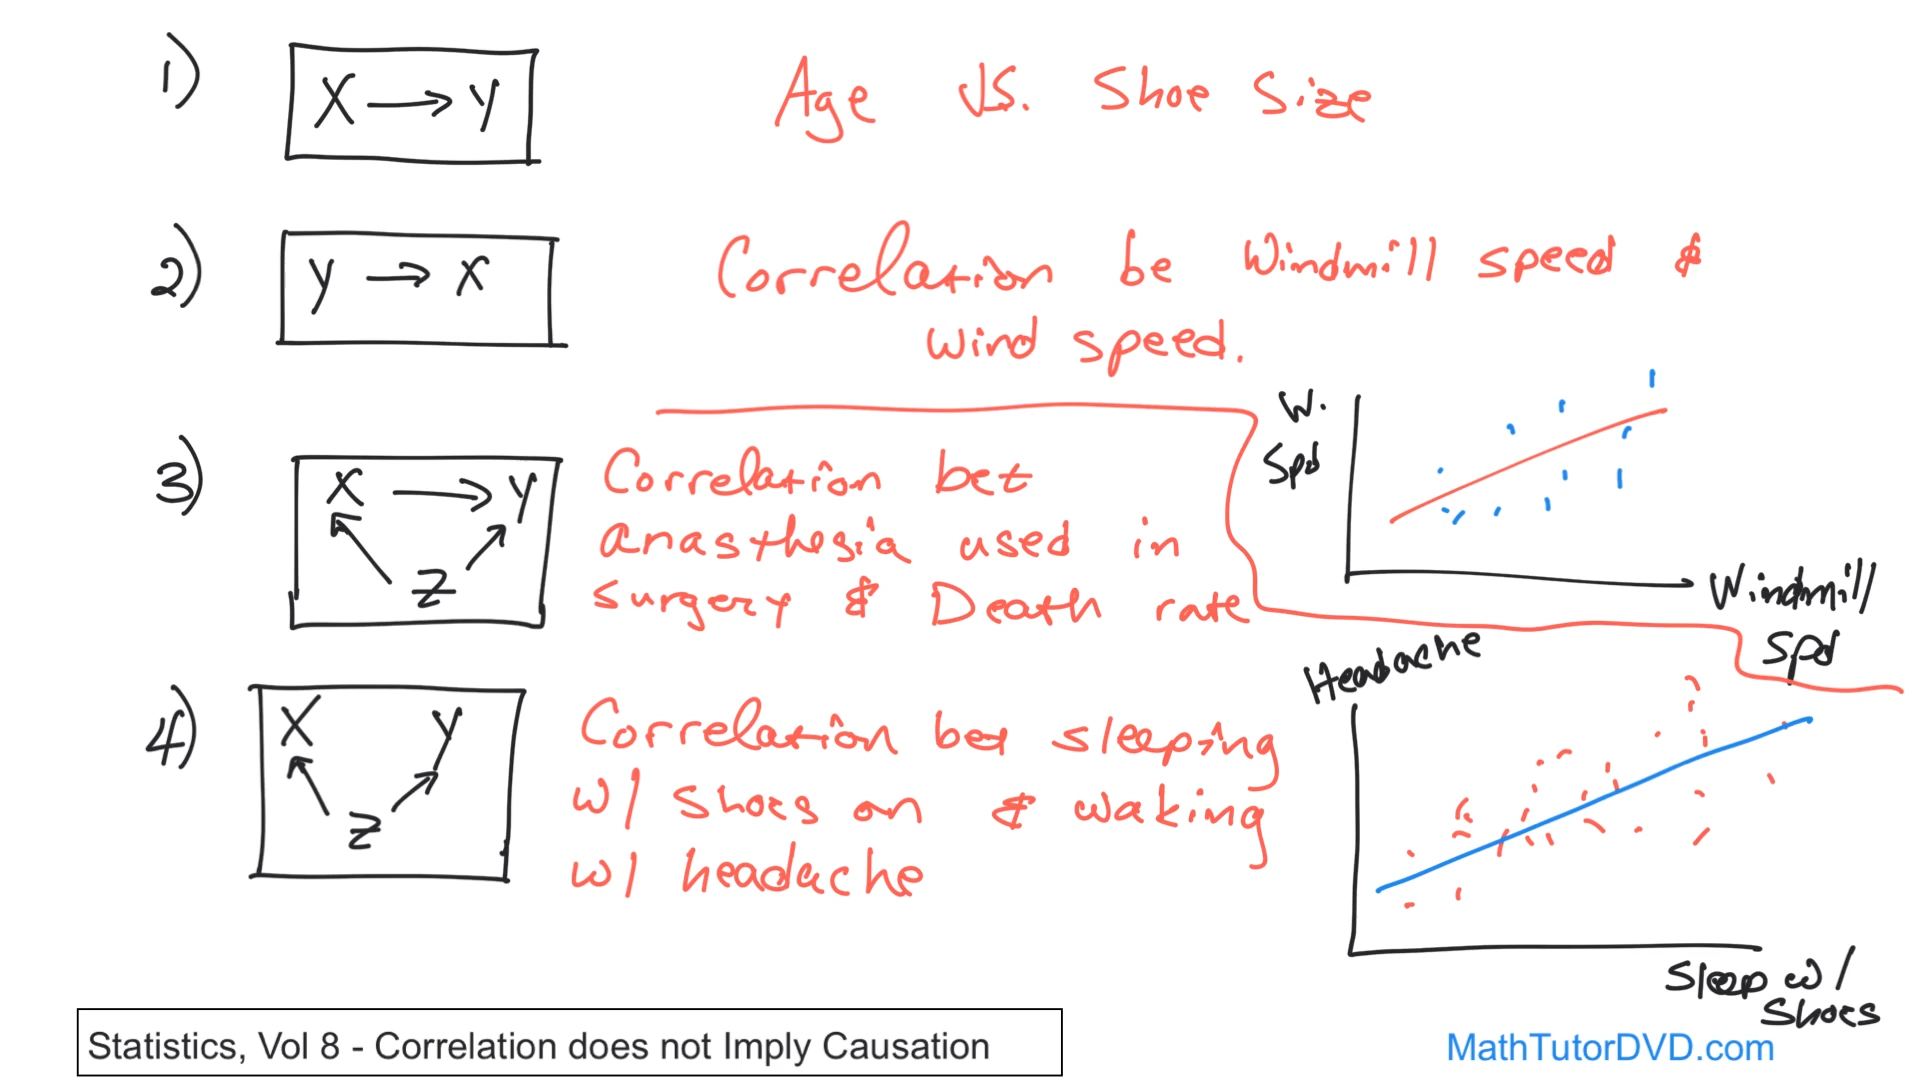 1) X → Y Age vs. Shoe Size
2) Y → X Correlation be Windmill speed &
wind speed.
W.
Spd
Windmill
Spd
3) X → Y Correlation bet
Z anasthesia used in
surgery & Death rate
Headache
4) X Y Correlation bet sleeping
Z w/ shoes on & waking
w/ headache
Sleep w/
Shoes
Statistics, Vol 8 - Correlation does not Imply Causation
MathTutorDVD.com